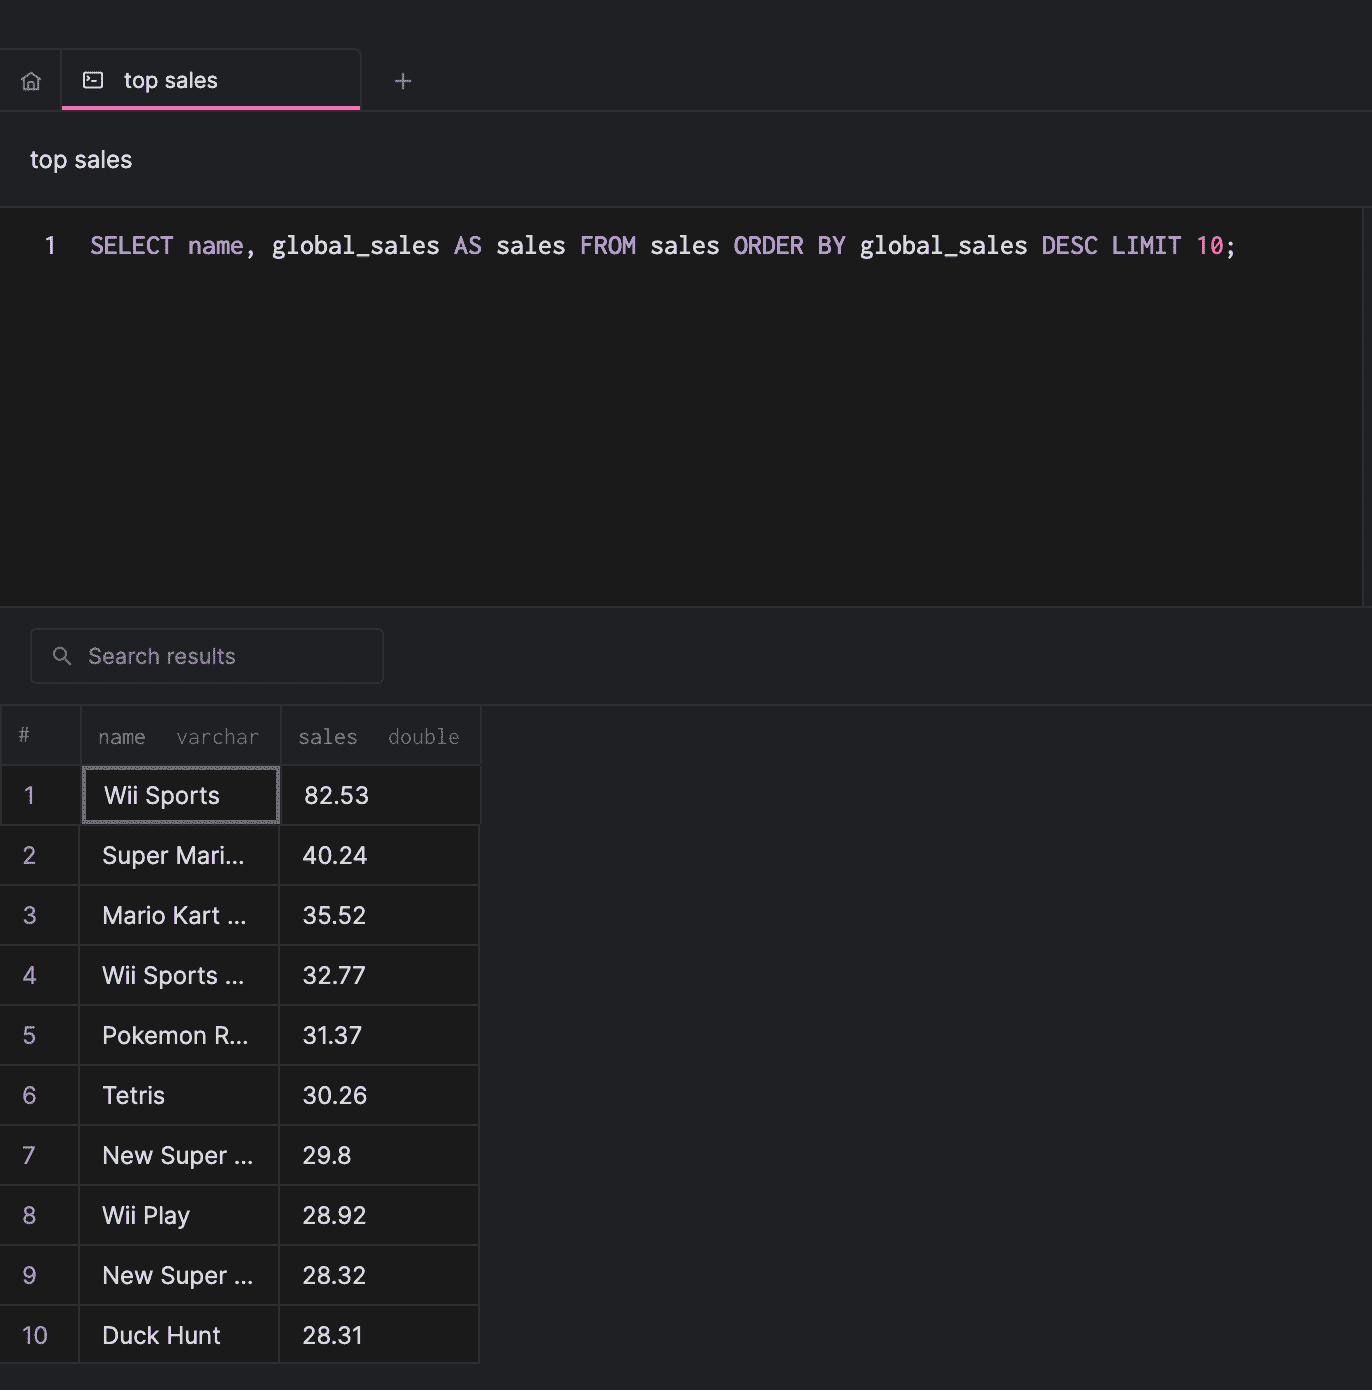 top sales
top sales
1 SELECT name, global_sales AS sales FROM sales ORDER BY global_sales DESC LIMIT 10;
Search results
# name varchar sales double
1 Wii Sports 82.53
2 Super Mari... 40.24
3 Mario Kart ... 35.52
4 Wii Sports ... 32.77
5 Pokemon R... 31.37
6 Tetris 30.26
7 New Super ... 29.8
8 Wii Play 28.92
9 New Super ... 28.32
10 Duck Hunt 28.31